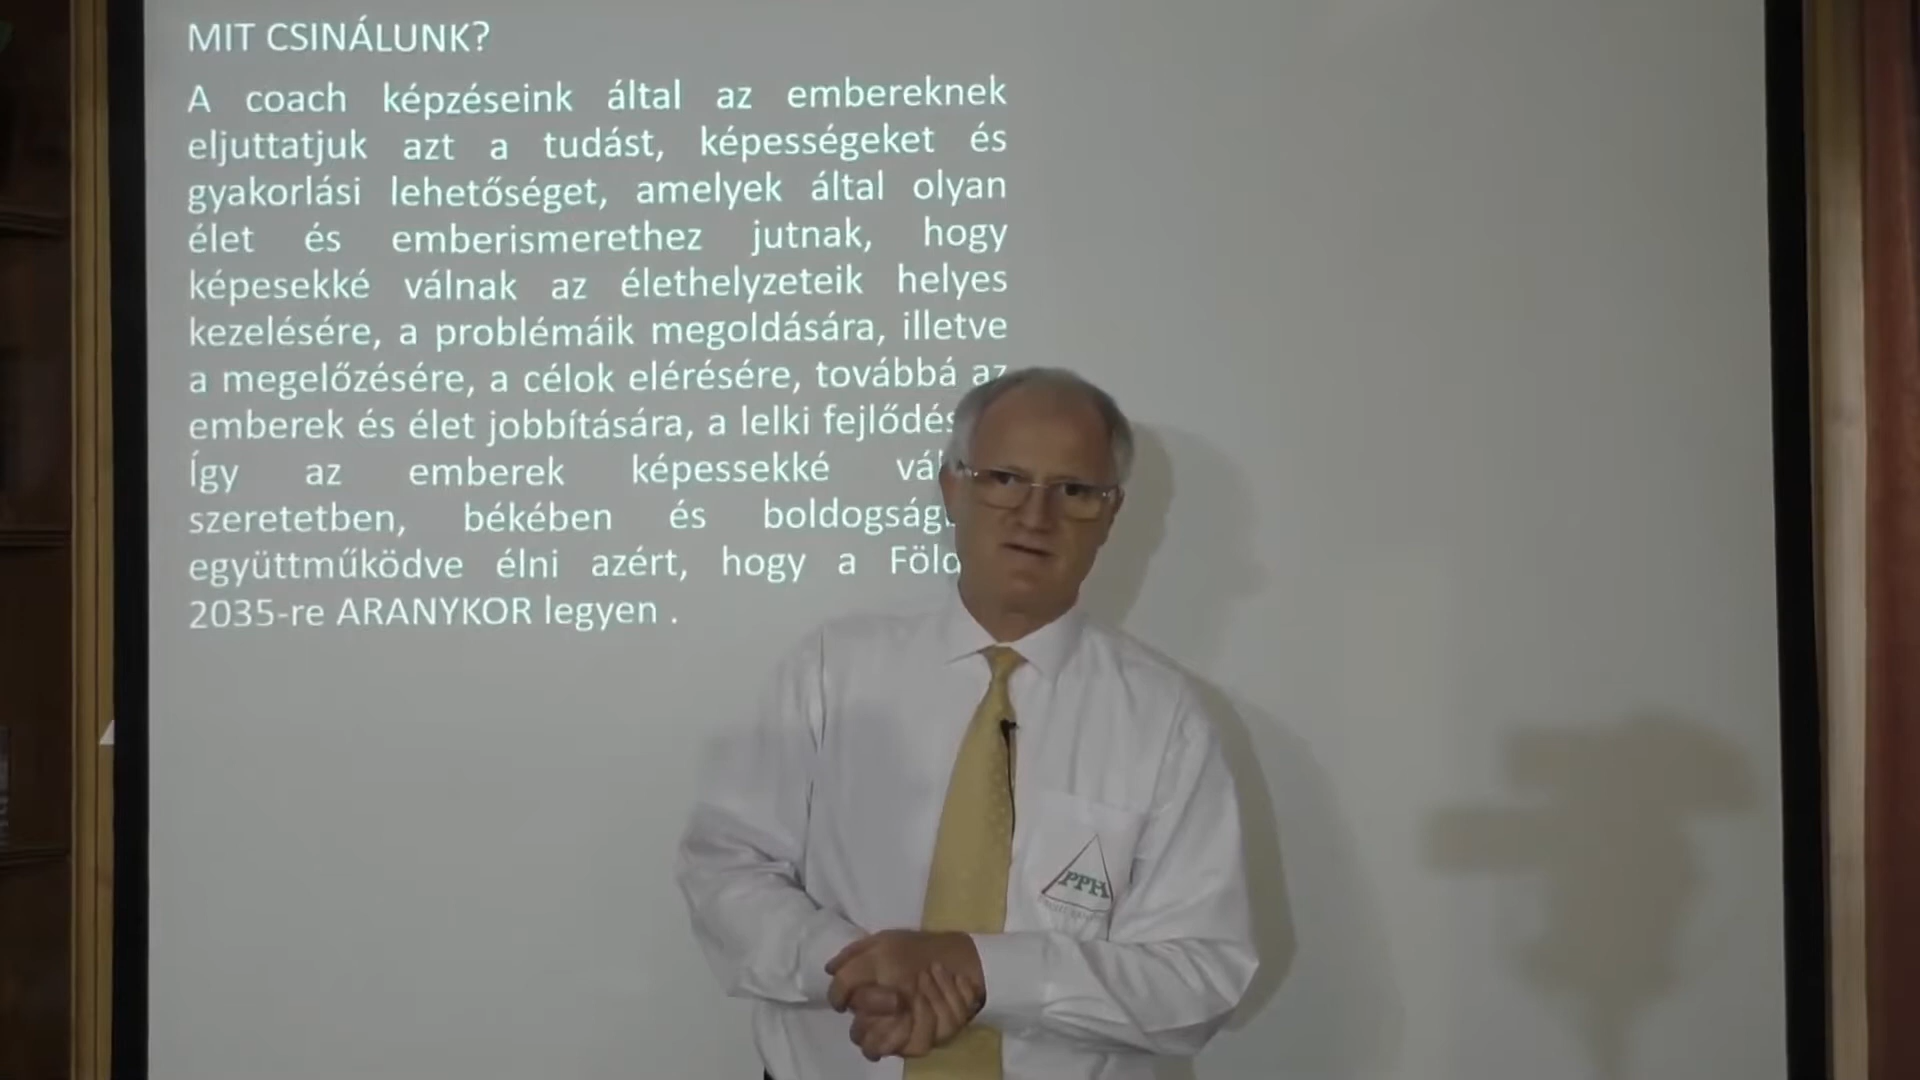 MIT CSINÁLUNK?
A coach képzéseink által az embereknek
eljuttatjuk azt a tudást, képességeket és
gyakorlási lehetőséget, amelyek által olyan
élet és emberismerethez jutnak, hogy
képesekké válnak az élethelyzeteik helyes
kezelésére, a problémáik megoldására, illetve
a megelőzésére, a célok elérésére, továbbá az
emberek és élet jobbítására, a lelki
Így az emberek képessekké
szeretetben, békében és
együttműködve élni azért, hogy a
2035-re ARANYKOR legyen .
PPH